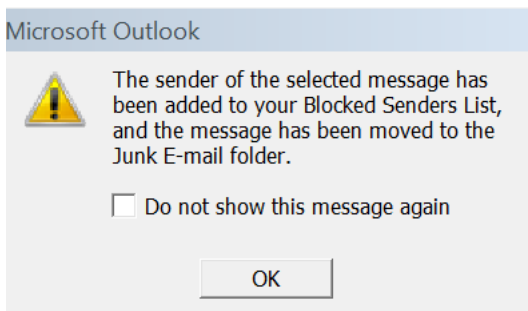 Microsoft Outlook
The sender of the selected message has
been added to your Blocked Senders List,
and the message has been moved to the
Junk E-mail folder.
Do not show this message again
OK